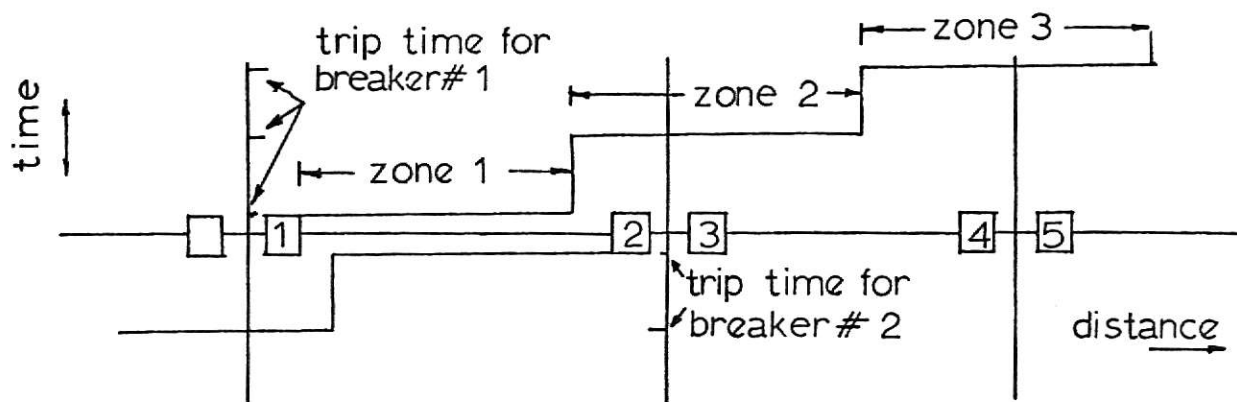 zone 3
trip time for
breaker# 1
zone 2
time
zone 1
1
2
3
4
5
trip time for
breaker # 2
distance